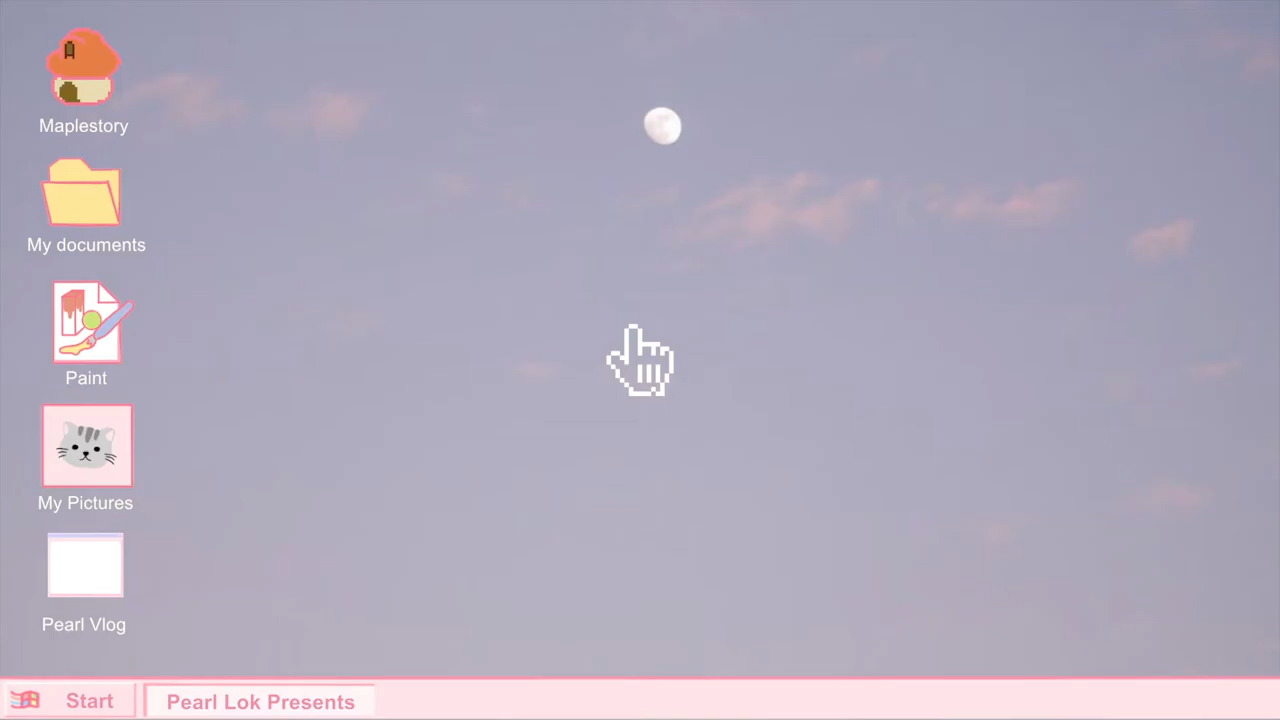 Maplestory
My documents
Paint
My Pictures
Pearl Vlog
Start
Pearl Lok Presents